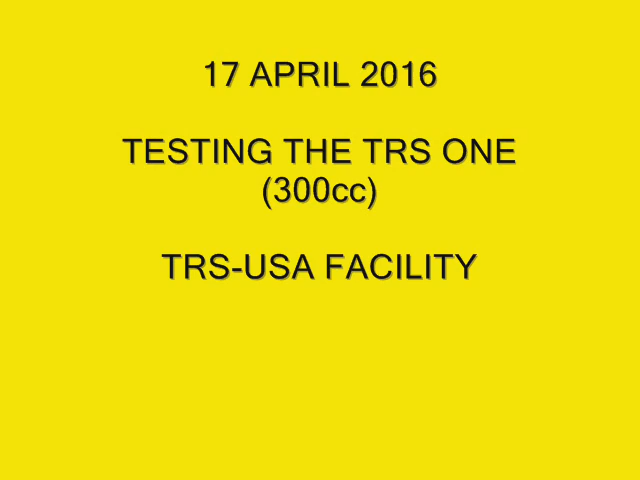 17 APRIL 2016
TESTING THE TRS ONE
(300cc)
TRS-USA FACILITY